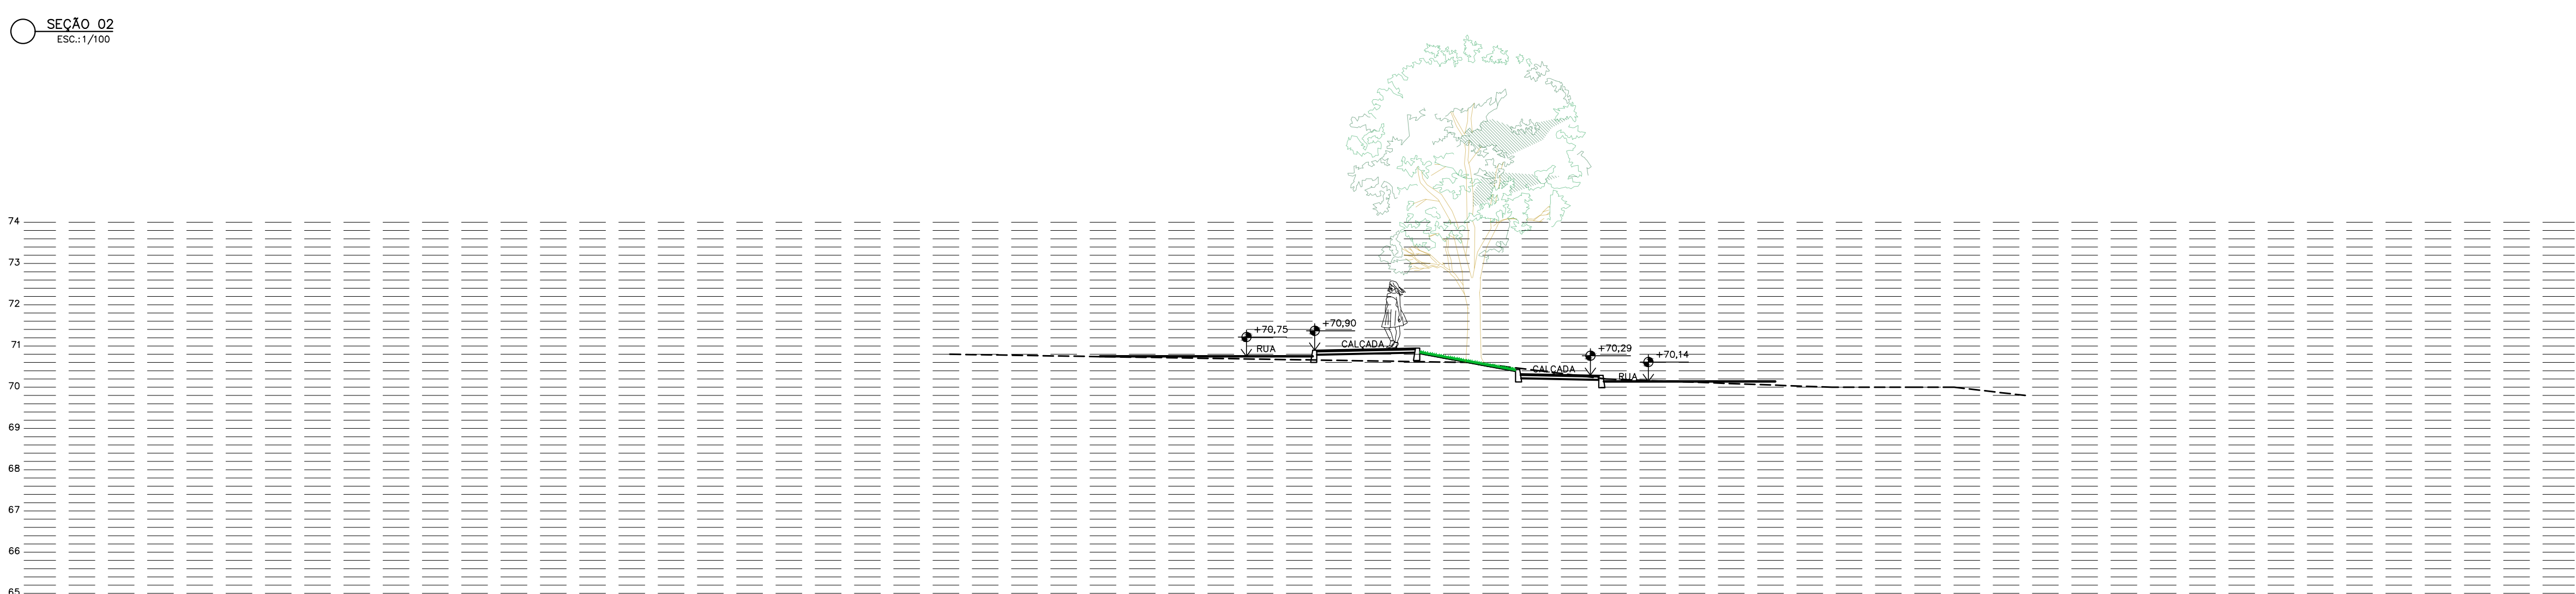 SEÇÃO 02
ESC.:1/100
74
73
72
71
70
69
68
67
66
65
+70,75
RUA
+70,90
CALÇADA
+70,29
CALÇADA
+70,14
RUA